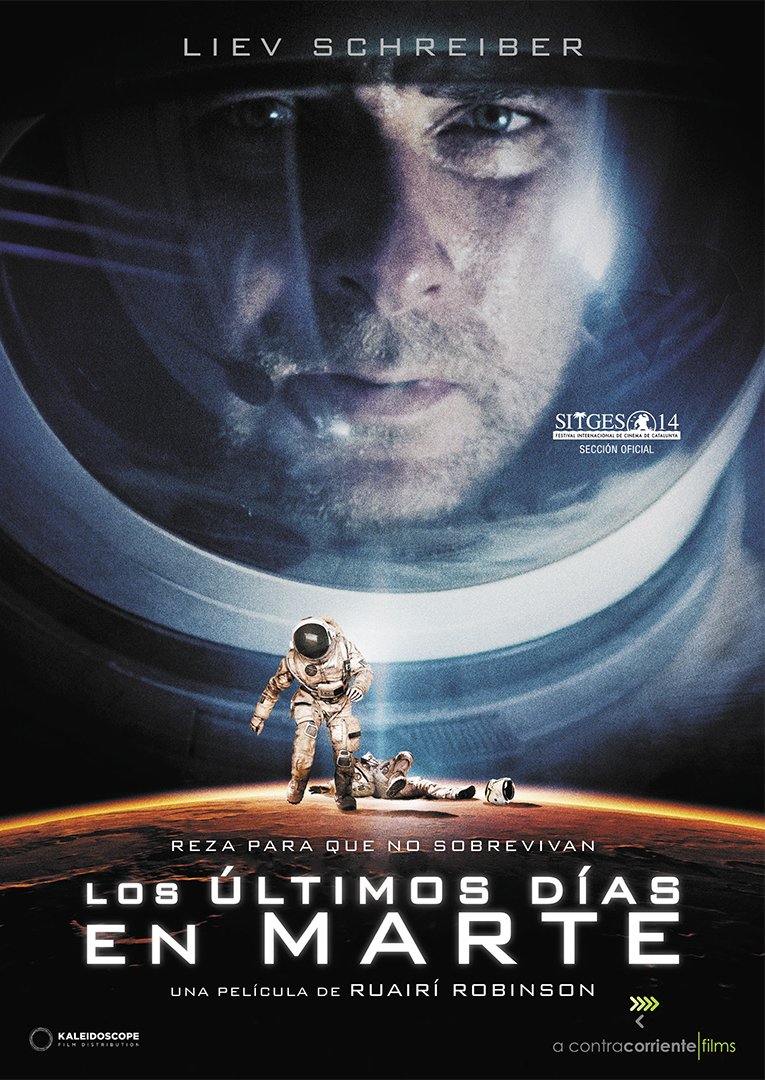 LIEV SCHREIBER
SITGES 14
FESTIVAL INTERNACIONAL DE CINEMA DE CATALUNYA
SECCIÓN OFICIAL
REZA PARA QUE NO SOBREVIVAN
LOS ÚLTIMOS DÍAS
EN MARTE
UNA PELÍCULA DE RUAIRÍ ROBINSON
KALEIDOSCOPE
FILM DISTRIBUTION
a contracorriente|films